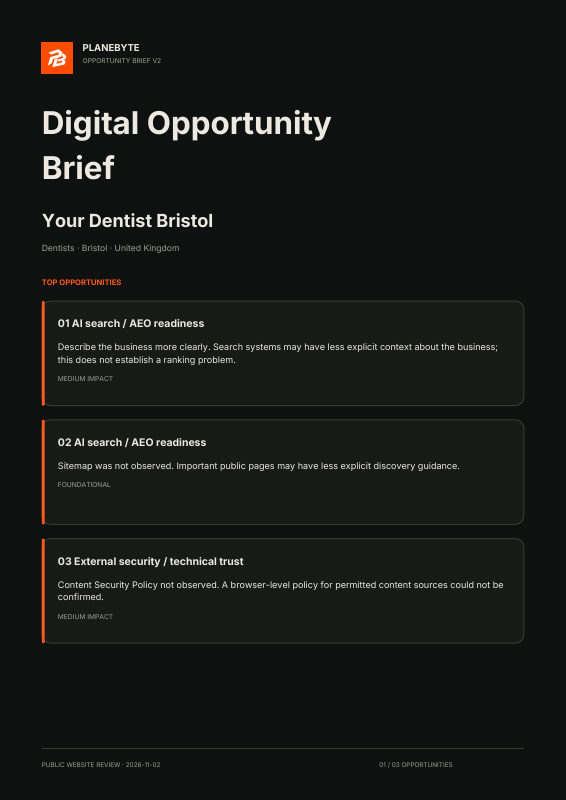 PLANEBYTE
OPPORTUNITY BRIEF V2
Digital Opportunity
Brief
Your Dentist Bristol
Dentists · Bristol · United Kingdom
TOP OPPORTUNITIES
01 AI search / AEO readiness
Describe the business more clearly. Search systems may have less explicit context about the business;
this does not establish a ranking problem.
MEDIUM IMPACT
02 AI search / AEO readiness
Sitemap was not observed. Important public pages may have less explicit discovery guidance.
FOUNDATIONAL
03 External security / technical trust
Content Security Policy not observed. A browser-level policy for permitted content sources could not be
confirmed.
MEDIUM IMPACT
PUBLIC WEBSITE REVIEW · 2026-11-02
01 / 03 OPPORTUNITIES